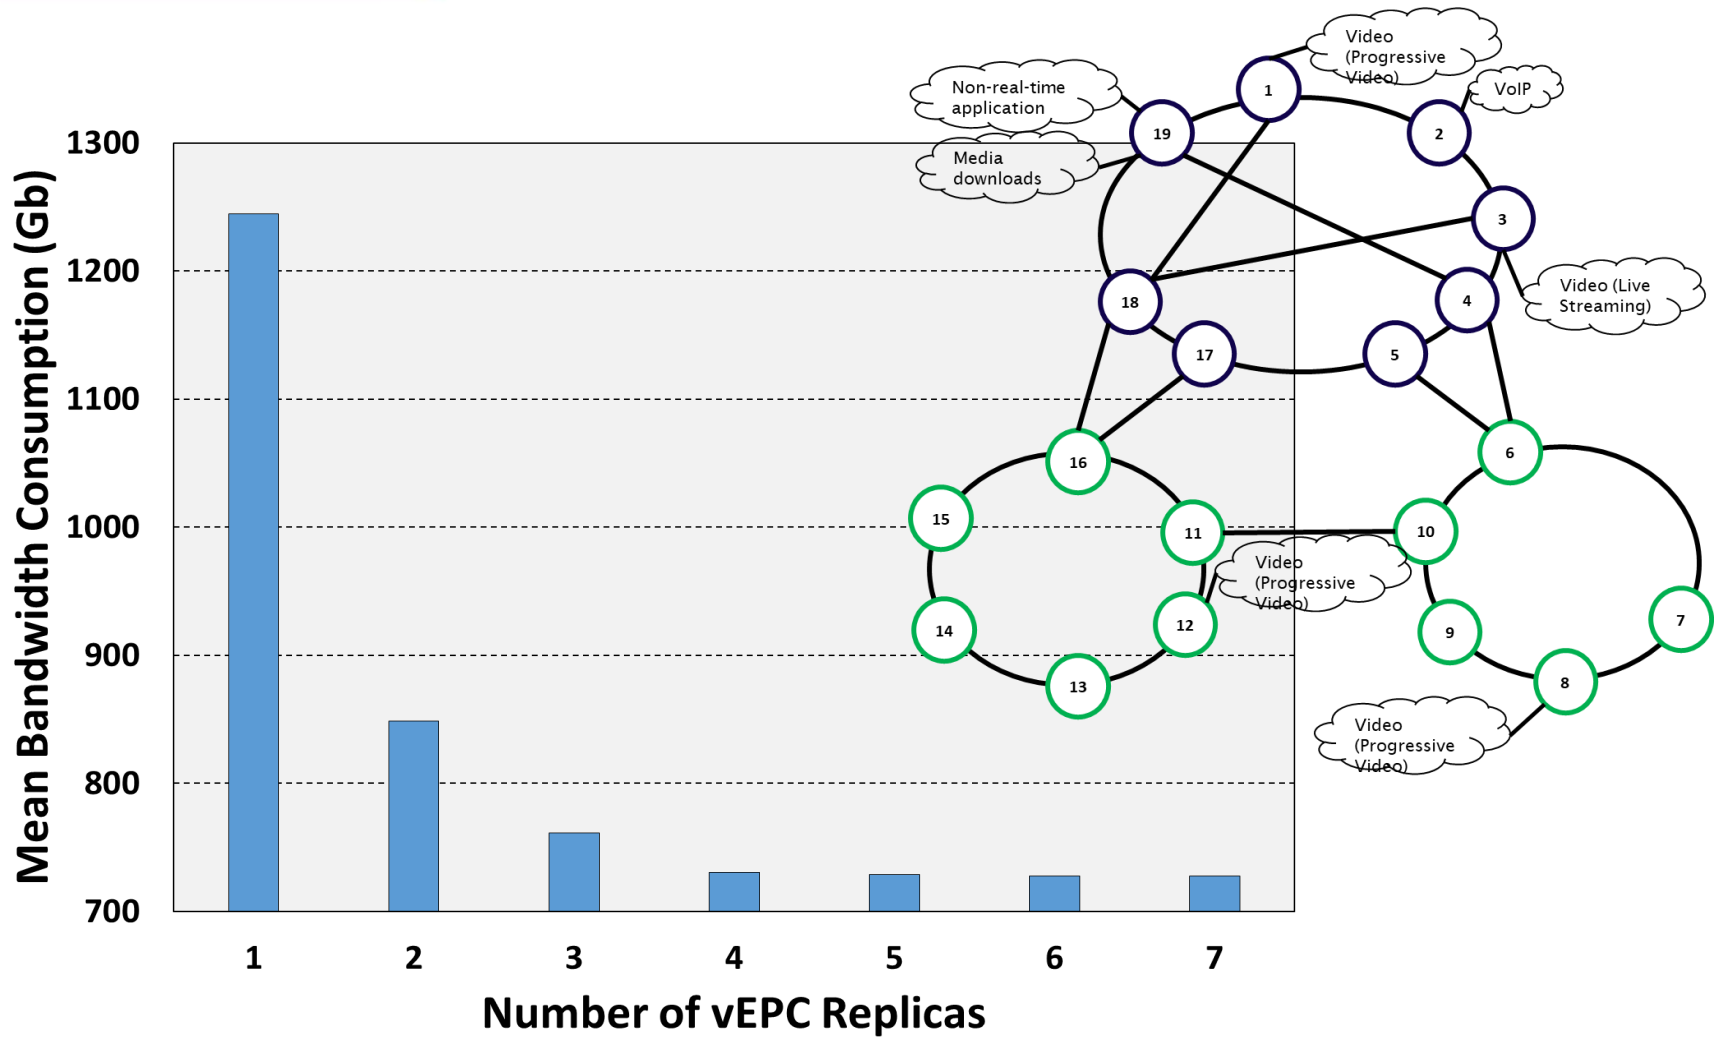 Mean Bandwidth Consumption (Gb)
1300
1200
1100
1000
900
800
700
1
2
3
4
5
6
7
Number of vEPC Replicas
Video
(Progressive
Video)
VoIP
Non-real-time
application
Media
downloads
Video (Live
Streaming)
Video
(Progressive
Video)
Video
(Progressive
Video)
1
2
3
4
5
6
7
8
9
10
11
12
13
14
15
16
17
18
19